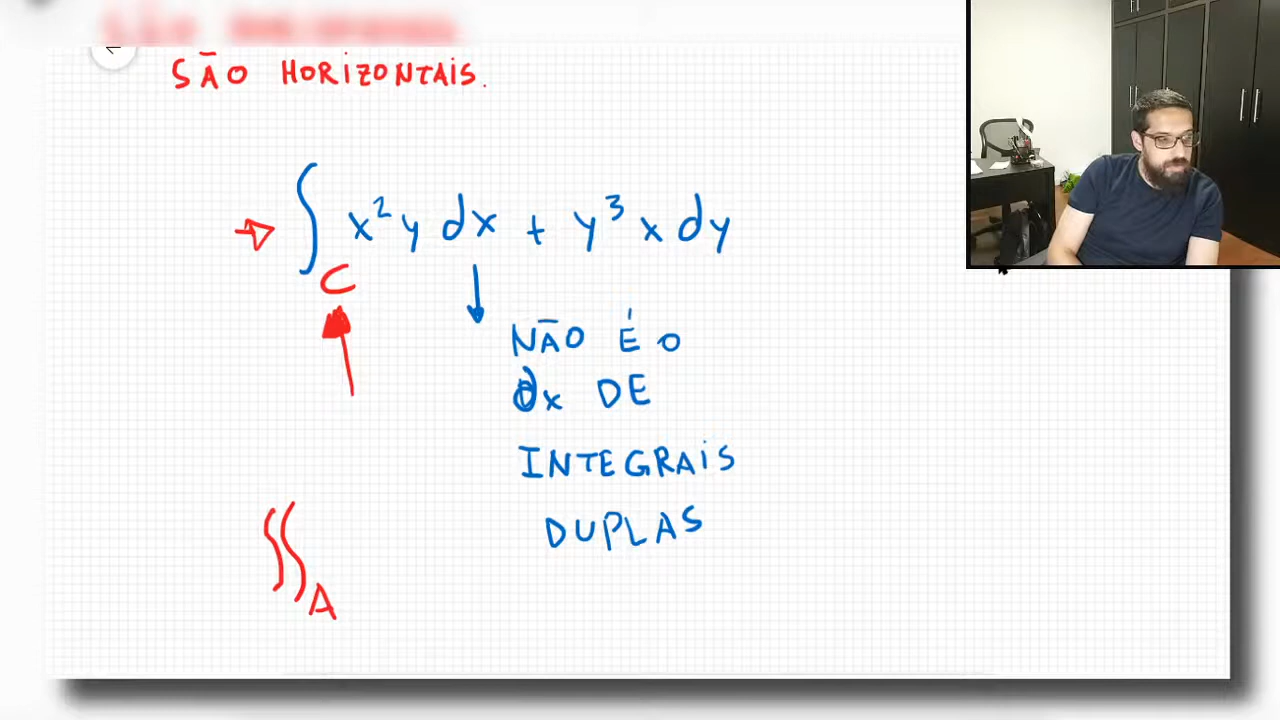 SÃO HORIZONTAIS.
∫ x²y dx + y³x dy
C
NÃO É O
dx DE
INTEGRAIS
DUPLAS
∬
A